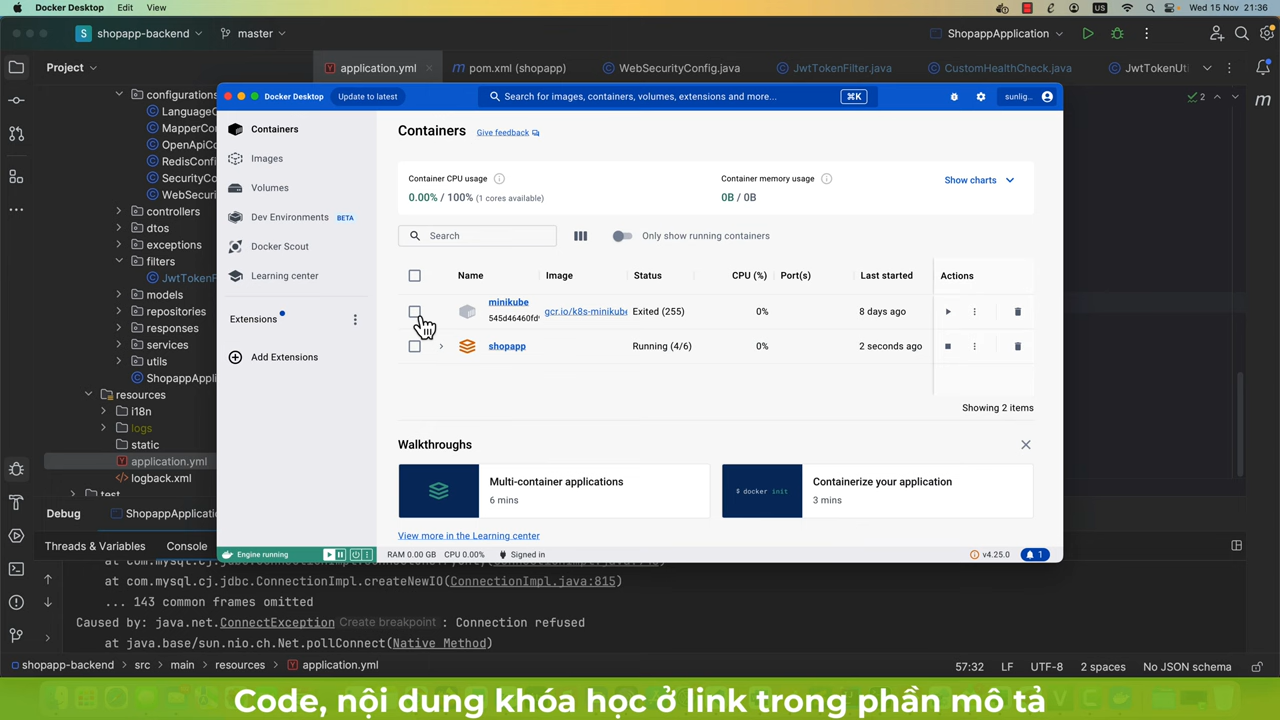 Docker Desktop Edit View
US Wed 15 Nov 21:36
S shopapp-backend master
ShopappApplication
Project
application.yml pom.xml (shopapp) WebSecurityConfig.java JwtTokenFilter.java CustomHealthCheck.java JwtTokenUti
Docker Desktop Update to latest
Search for images, containers, volumes, extensions and more... ⌘K
sunlig...
2
configurations
LanguageC
MapperCo
OpenApiCo
RedisConfi
SecurityCo
WebSecuri
controllers
dtos
exceptions
filters
JwtTokenF
models
repositories
responses
services
utils
ShopappAppli
resources
i18n
logs
static
application.yml
logback.xml
test
Containers
Images
Volumes
Dev Environments BETA
Docker Scout
Learning center
Extensions
Add Extensions
Containers Give feedback
Container CPU usage
0.00% / 100% (1 cores available)
Container memory usage
0B / 0B
Show charts
Search
Only show running containers
Name Image Status CPU (%) Port(s) Last started Actions
minikube
545d46460fd
gcr.io/k8s-minikube Exited (255) 0% 8 days ago
shopapp Running (4/6) 0% 2 seconds ago
Showing 2 items
Walkthroughs
Multi-container applications
6 mins
$ docker init
Containerize your application
3 mins
View more in the Learning center
Engine running RAM 0.00 GB CPU 0.00% Signed in v4.25.0 1
Debug ShopappApplication
Threads & Variables Console
at com.mysql.cj.jdbc.ConnectionImpl.createNewIO(ConnectionImpl.java:815)
... 143 common frames omitted
Caused by: java.net.ConnectException Create breakpoint : Connection refused
at java.base/sun.nio.ch.Net.pollConnect(Native Method)
shopapp-backend > src > main > resources > application.yml
57:32 LF UTF-8 2 spaces No JSON schema
Code, nội dung khóa học ở link trong phần mô tả